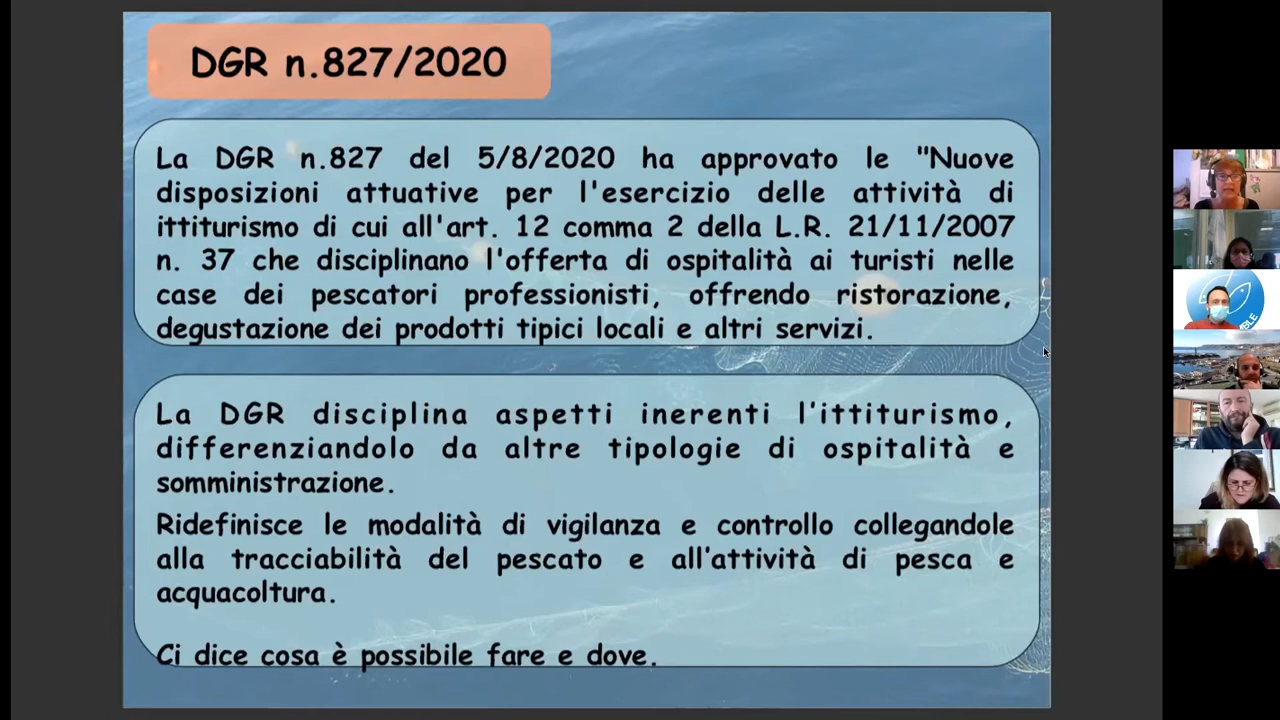 DGR n.827/2020
La DGR n.827 del 5/8/2020 ha approvato le "Nuove
disposizioni attuative per l'esercizio delle attività di
ittiturismo di cui all'art. 12 comma 2 della L.R. 21/11/2007
n. 37 che disciplinano l'offerta di ospitalità ai turisti nelle
case dei pescatori professionisti, offrendo ristorazione,
degustazione dei prodotti tipici locali e altri servizi.
La DGR disciplina aspetti inerenti l'ittiturismo,
differenziandolo da altre tipologie di ospitalità e
somministrazione.
Ridefinisce le modalità di vigilanza e controllo collegandole
alla tracciabilità del pescato e all'attività di pesca e
acquacoltura.
Ci dice cosa è possibile fare e dove.